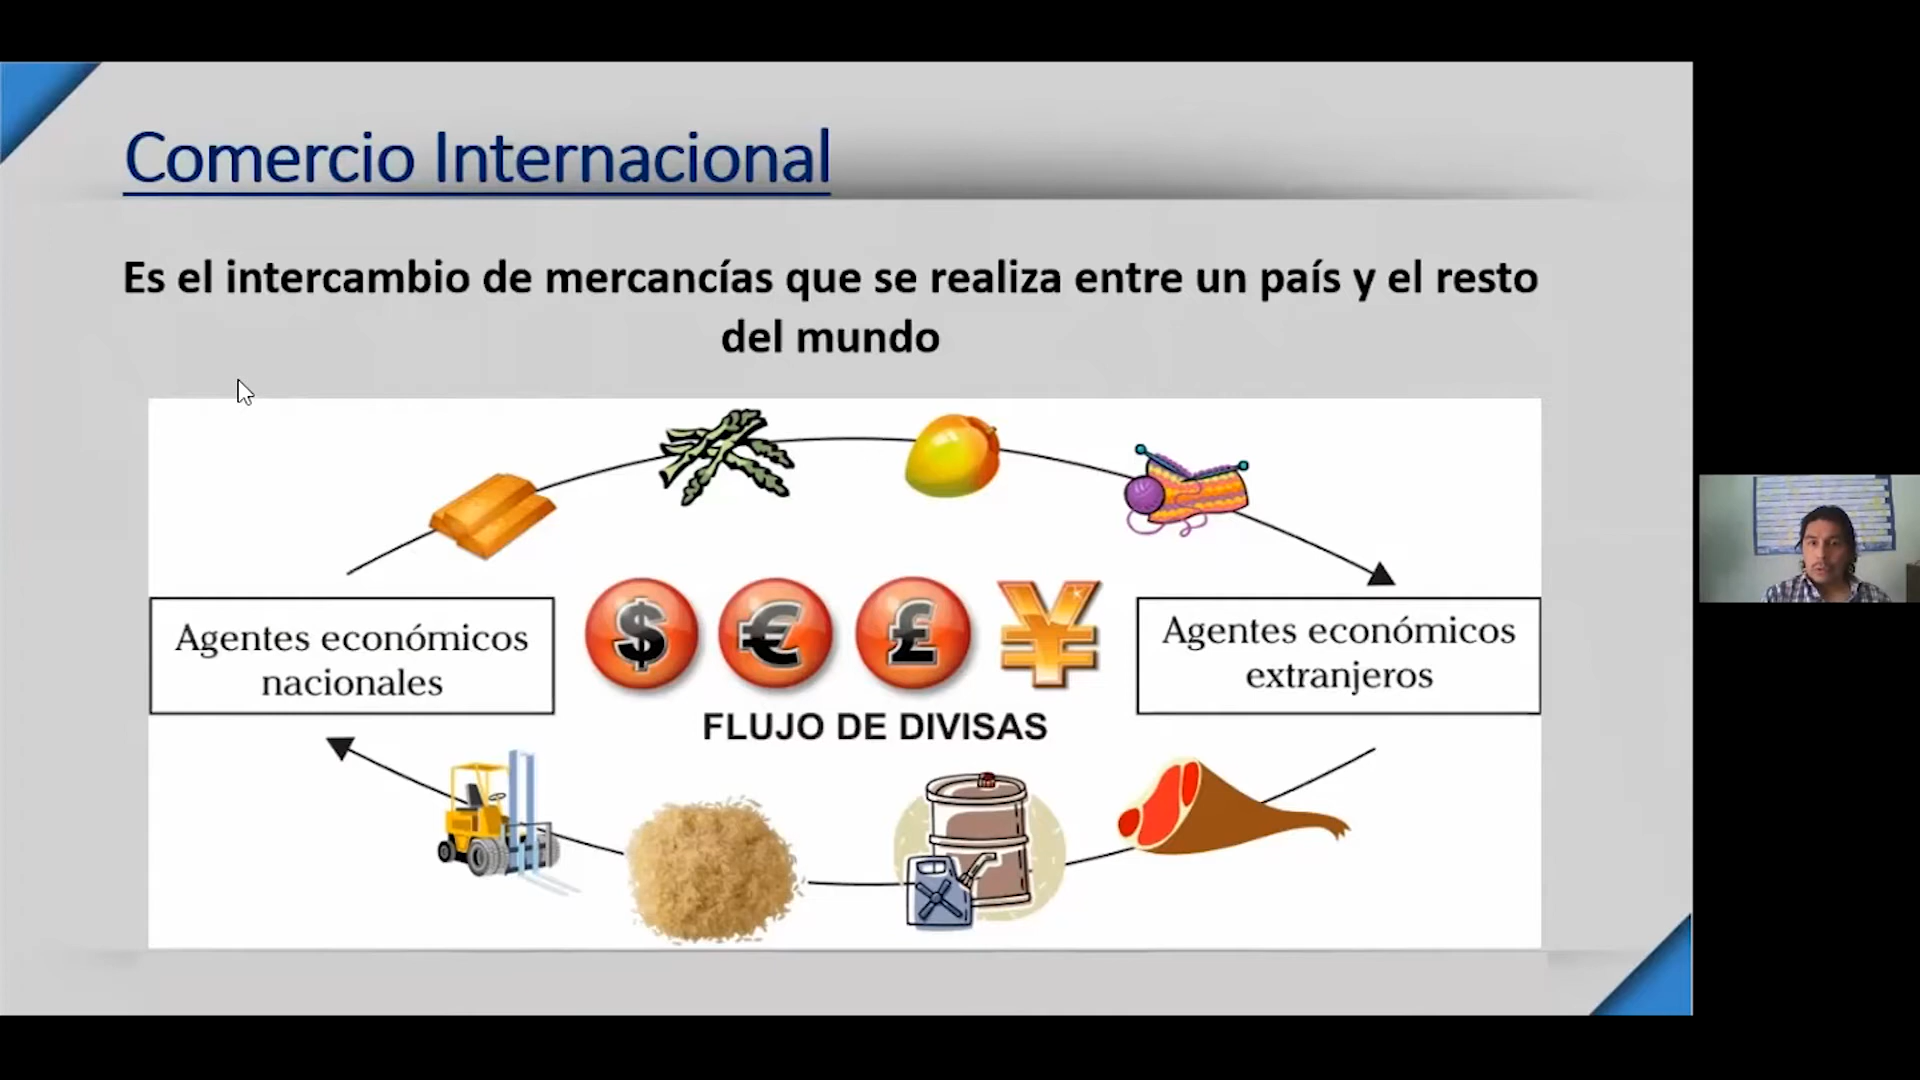 Comercio Internacional
Es el intercambio de mercancías que se realiza entre un país y el resto
del mundo
Agentes económicos
nacionales
$ € £ ¥
FLUJO DE DIVISAS
Agentes económicos
extranjeros